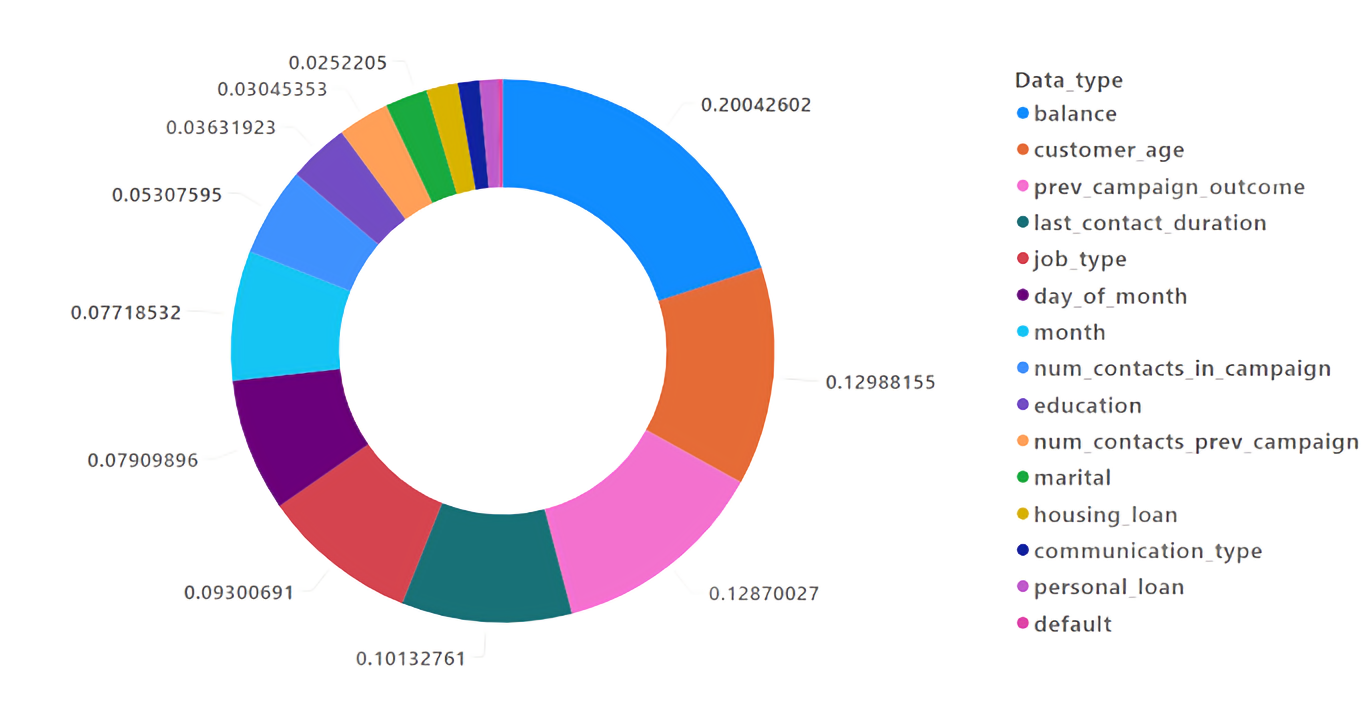 0.0252205
0.03045353
0.03631923
0.05307595
0.07718532
0.07909896
0.09300691
0.10132761
0.20042602
0.12988155
0.12870027
Data_type
balance
customer_age
prev_campaign_outcome
last_contact_duration
job_type
day_of_month
month
num_contacts_in_campaign
education
num_contacts_prev_campaign
marital
housing_loan
communication_type
personal_loan
default